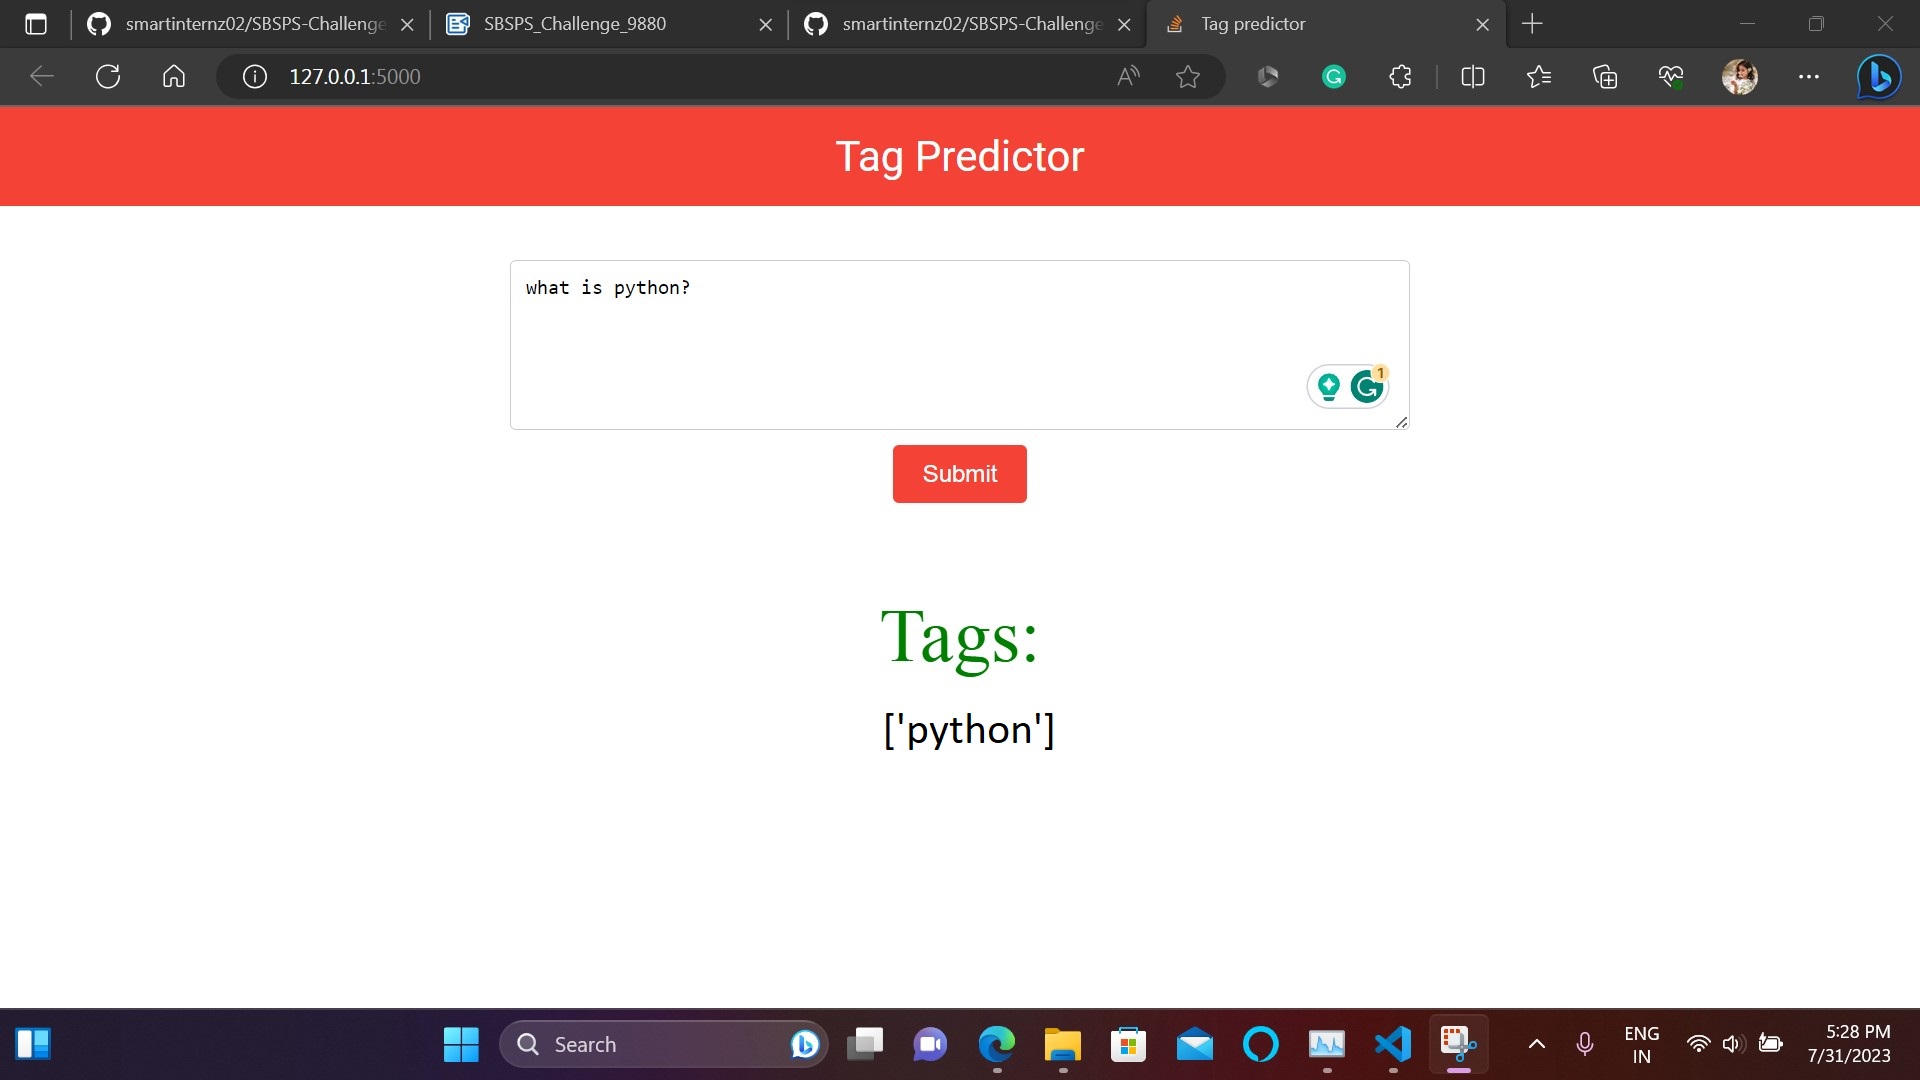 smartinternz02/SBSPS-Challenge
SBSPS_Challenge_9880
smartinternz02/SBSPS-Challenge
Tag predictor
127.0.0.1:5000
Tag Predictor
what is python?
1
Submit
Tags:
['python']
Search
ENG
IN
5:28 PM
7/31/2023